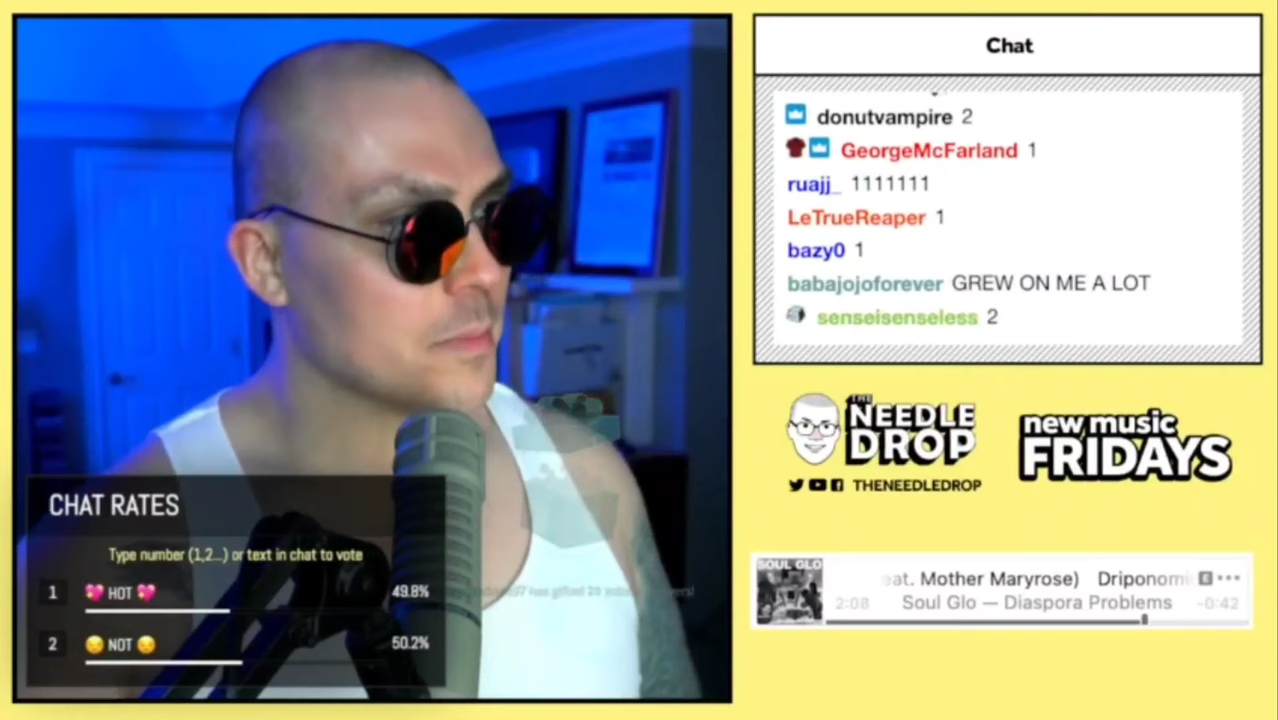 Chat
donutvampire 2
GeorgeMcFarland 1
ruajj_ 1111111
LeTrueReaper 1
bazy0 1
babajojoforever GREW ON ME A LOT
senseisenseless 2
THE
NEEDLE
DROP
THENEEDLEDROP
new music
FRIDAYS
SOUL GLO
eat. Mother Maryrose) Driponomi E
2:08 Soul Glo — Diaspora Problems -0:42
CHAT RATES
Type number (1,2...) or text in chat to vote
1 💖 HOT 💖 49.8%
2 😒 NOT 😒 50.2%
has gifted 20